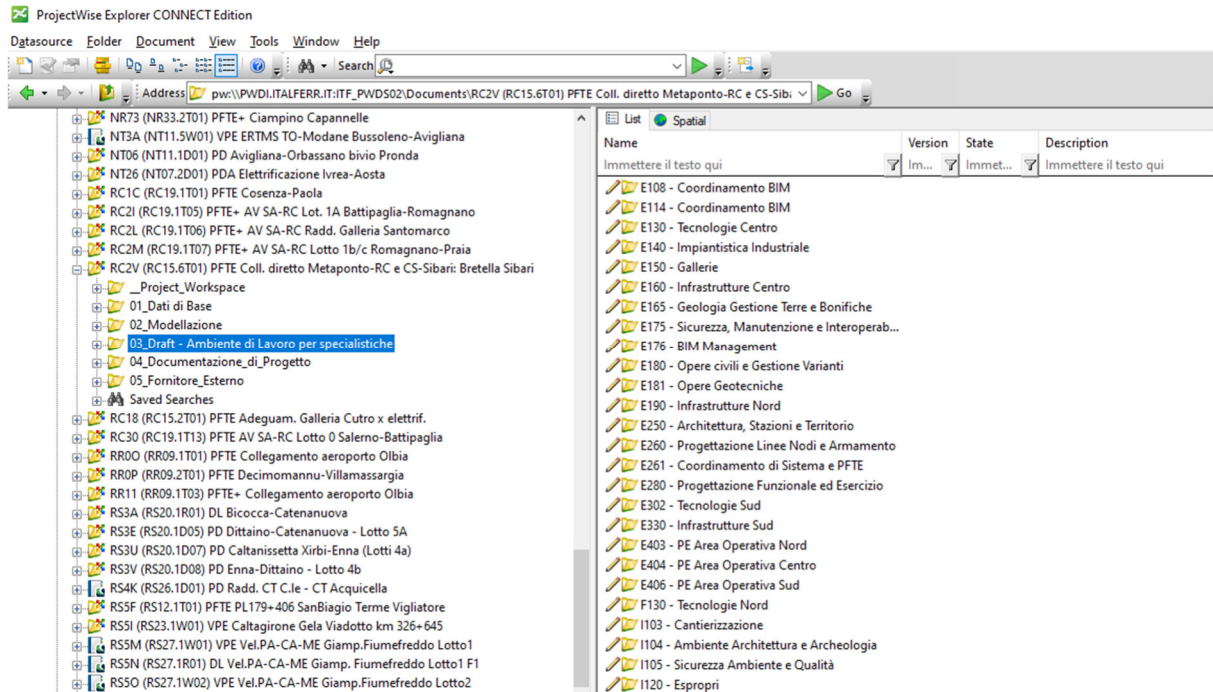 ProjectWise Explorer CONNECT Edition
Datasource Folder Document View Tools Window Help
Search
Address pw:\\PWDI.ITALFERR.IT:ITF_PWDS02\Documents\RC2V (RC15.6T01) PFTE Coll. diretto Metaponto-RC e CS-Sib: Go
NR73 (NR33.2T01) PFTE+ Ciampino Capannelle
NT3A (NT11.5W01) VPE ERTMS TO-Modane Bussoleno-Avigliana
NT06 (NT11.1D01) PD Avigliana-Orbassano bivio Pronda
NT26 (NT07.2D01) PDA Elettrificazione Ivrea-Aosta
RC1C (RC19.1T01) PFTE Cosenza-Paola
RC2I (RC19.1T05) PFTE+ AV SA-RC Lot. 1A Battipaglia-Romagnano
RC2L (RC19.1T06) PFTE+ AV SA-RC Radd. Galleria Santomarco
RC2M (RC19.1T07) PFTE+ AV SA-RC Lotto 1b/c Romagnano-Praia
RC2V (RC15.6T01) PFTE Coll. diretto Metaponto-RC e CS-Sibari: Bretella Sibari
__Project_Workspace
01_Dati di Base
02_Modellazione
03_Draft - Ambiente di Lavoro per specialistiche
04_Documentazione_di_Progetto
05_Fornitore_Esterno
Saved Searches
RC18 (RC15.2T01) PFTE Adeguam. Galleria Cutro x elettrif.
RC30 (RC19.1T13) PFTE AV SA-RC Lotto 0 Salerno-Battipaglia
RR0O (RR09.1T01) PFTE Collegamento aeroporto Olbia
RR0P (RR09.2T01) PFTE Decimomannu-Villamassargia
RR11 (RR09.1T03) PFTE+ Collegamento aeroporto Olbia
RS3A (RS20.1R01) DL Bicocca-Catenanuova
RS3E (RS20.1D05) PD Dittaino-Catenanuova - Lotto 5A
RS3U (RS20.1D07) PD Caltanissetta Xirbi-Enna (Lotti 4a)
RS3V (RS20.1D08) PD Enna-Dittaino - Lotto 4b
RS4K (RS26.1D01) PD Radd. CT C.le - CT Acquicella
RS5F (RS12.1T01) PFTE PL179+406 SanBiagio Terme Vigliatore
RS5I (RS23.1W01) VPE Caltagirone Gela Viadotto km 326+645
RS5M (RS27.1W01) VPE Vel.PA-CA-ME Giamp.Fiumefreddo Lotto1
RS5N (RS27.1R01) DL Vel.PA-CA-ME Giamp. Fiumefreddo Lotto1 F1
RS5O (RS27.1W02) VPE Vel.PA-CA-ME Giamp.Fiumefreddo Lotto2
List Spatial
Name Version State Description
Immettere il testo qui Im... Immet... Immettere il testo qui
E108 - Coordinamento BIM
E114 - Coordinamento BIM
E130 - Tecnologie Centro
E140 - Impiantistica Industriale
E150 - Gallerie
E160 - Infrastrutture Centro
E165 - Geologia Gestione Terre e Bonifiche
E175 - Sicurezza, Manutenzione e Interoperab...
E176 - BIM Management
E180 - Opere civili e Gestione Varianti
E181 - Opere Geotecniche
E190 - Infrastrutture Nord
E250 - Architettura, Stazioni e Territorio
E260 - Progettazione Linee Nodi e Armamento
E261 - Coordinamento di Sistema e PFTE
E280 - Progettazione Funzionale ed Esercizio
E302 - Tecnologie Sud
E330 - Infrastrutture Sud
E403 - PE Area Operativa Nord
E404 - PE Area Operativa Centro
E406 - PE Area Operativa Sud
F130 - Tecnologie Nord
I103 - Cantierizzazione
I104 - Ambiente Architettura e Archeologia
I105 - Sicurezza Ambiente e Qualità
I120 - Espropri